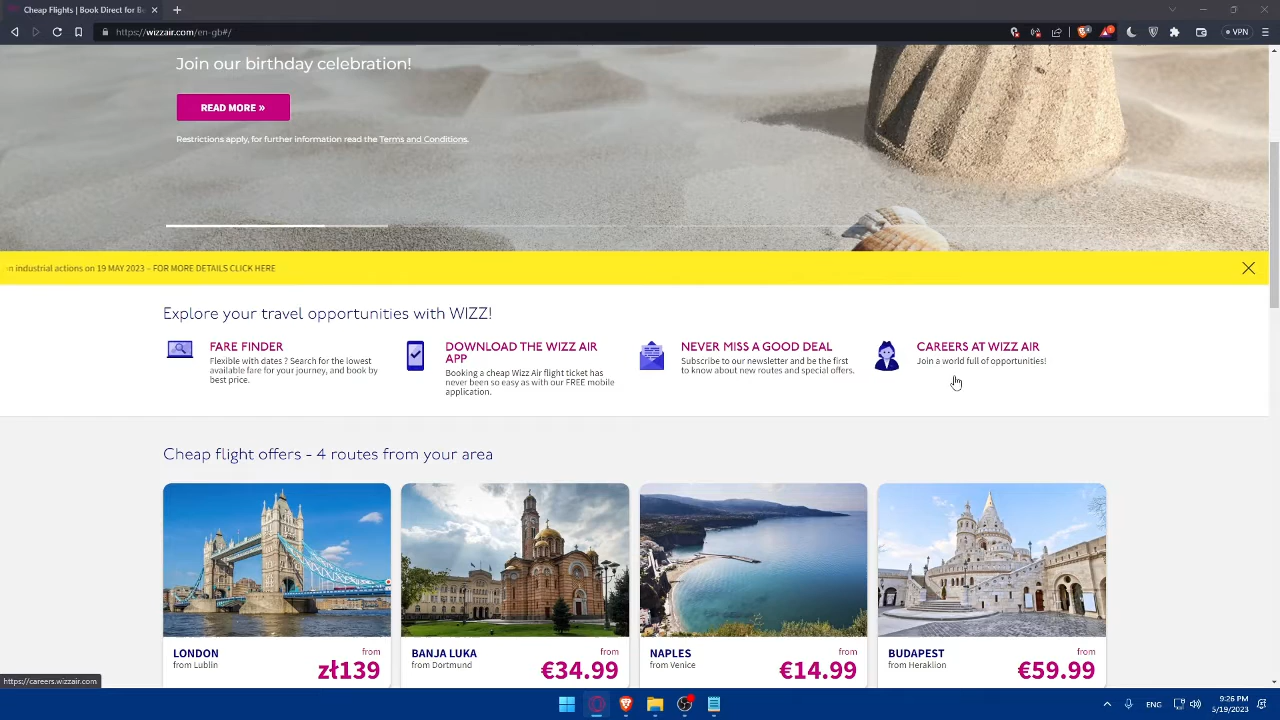 Cheap Flights | Book Direct for B
https://wizzair.com/en-gb#/
VPN
Join our birthday celebration!
READ MORE »
Restrictions apply, for further information read the Terms and Conditions.
n industrial actions on 19 MAY 2023 – FOR MORE DETAILS CLICK HERE
Explore your travel opportunities with WIZZ!
FARE FINDER
Flexible with dates ? Search for the lowest
available fare for your journey, and book by
best price.
DOWNLOAD THE WIZZ AIR
APP
Booking a cheap Wizz Air flight ticket has
never been so easy as with our FREE mobile
application.
NEVER MISS A GOOD DEAL
Subscribe to our newsletter and be the first
to know about new routes and special offers.
CAREERS AT WIZZ AIR
Join a world full of opportunities!
Cheap flight offers - 4 routes from your area
LONDON
from Lublin
from
zł139
BANJA LUKA
from Dortmund
from
€34.99
NAPLES
from Venice
from
€14.99
BUDAPEST
from Heraklion
from
€59.99
https://careers.wizzair.com
ENG
9:26 PM
5/19/2023